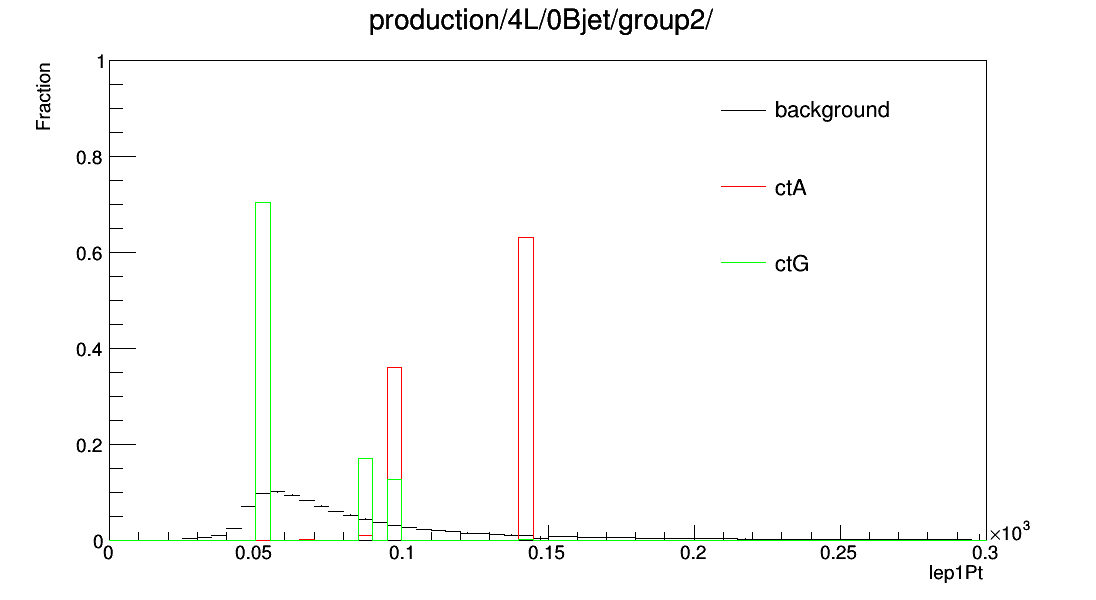 production/4L/0Bjet/group2/
Fraction
1
0.8
0.6
0.4
0.2
0
background
ctA
ctG
0 0.05 0.1 0.15 0.2 0.25 0.3
×10³
lep1Pt